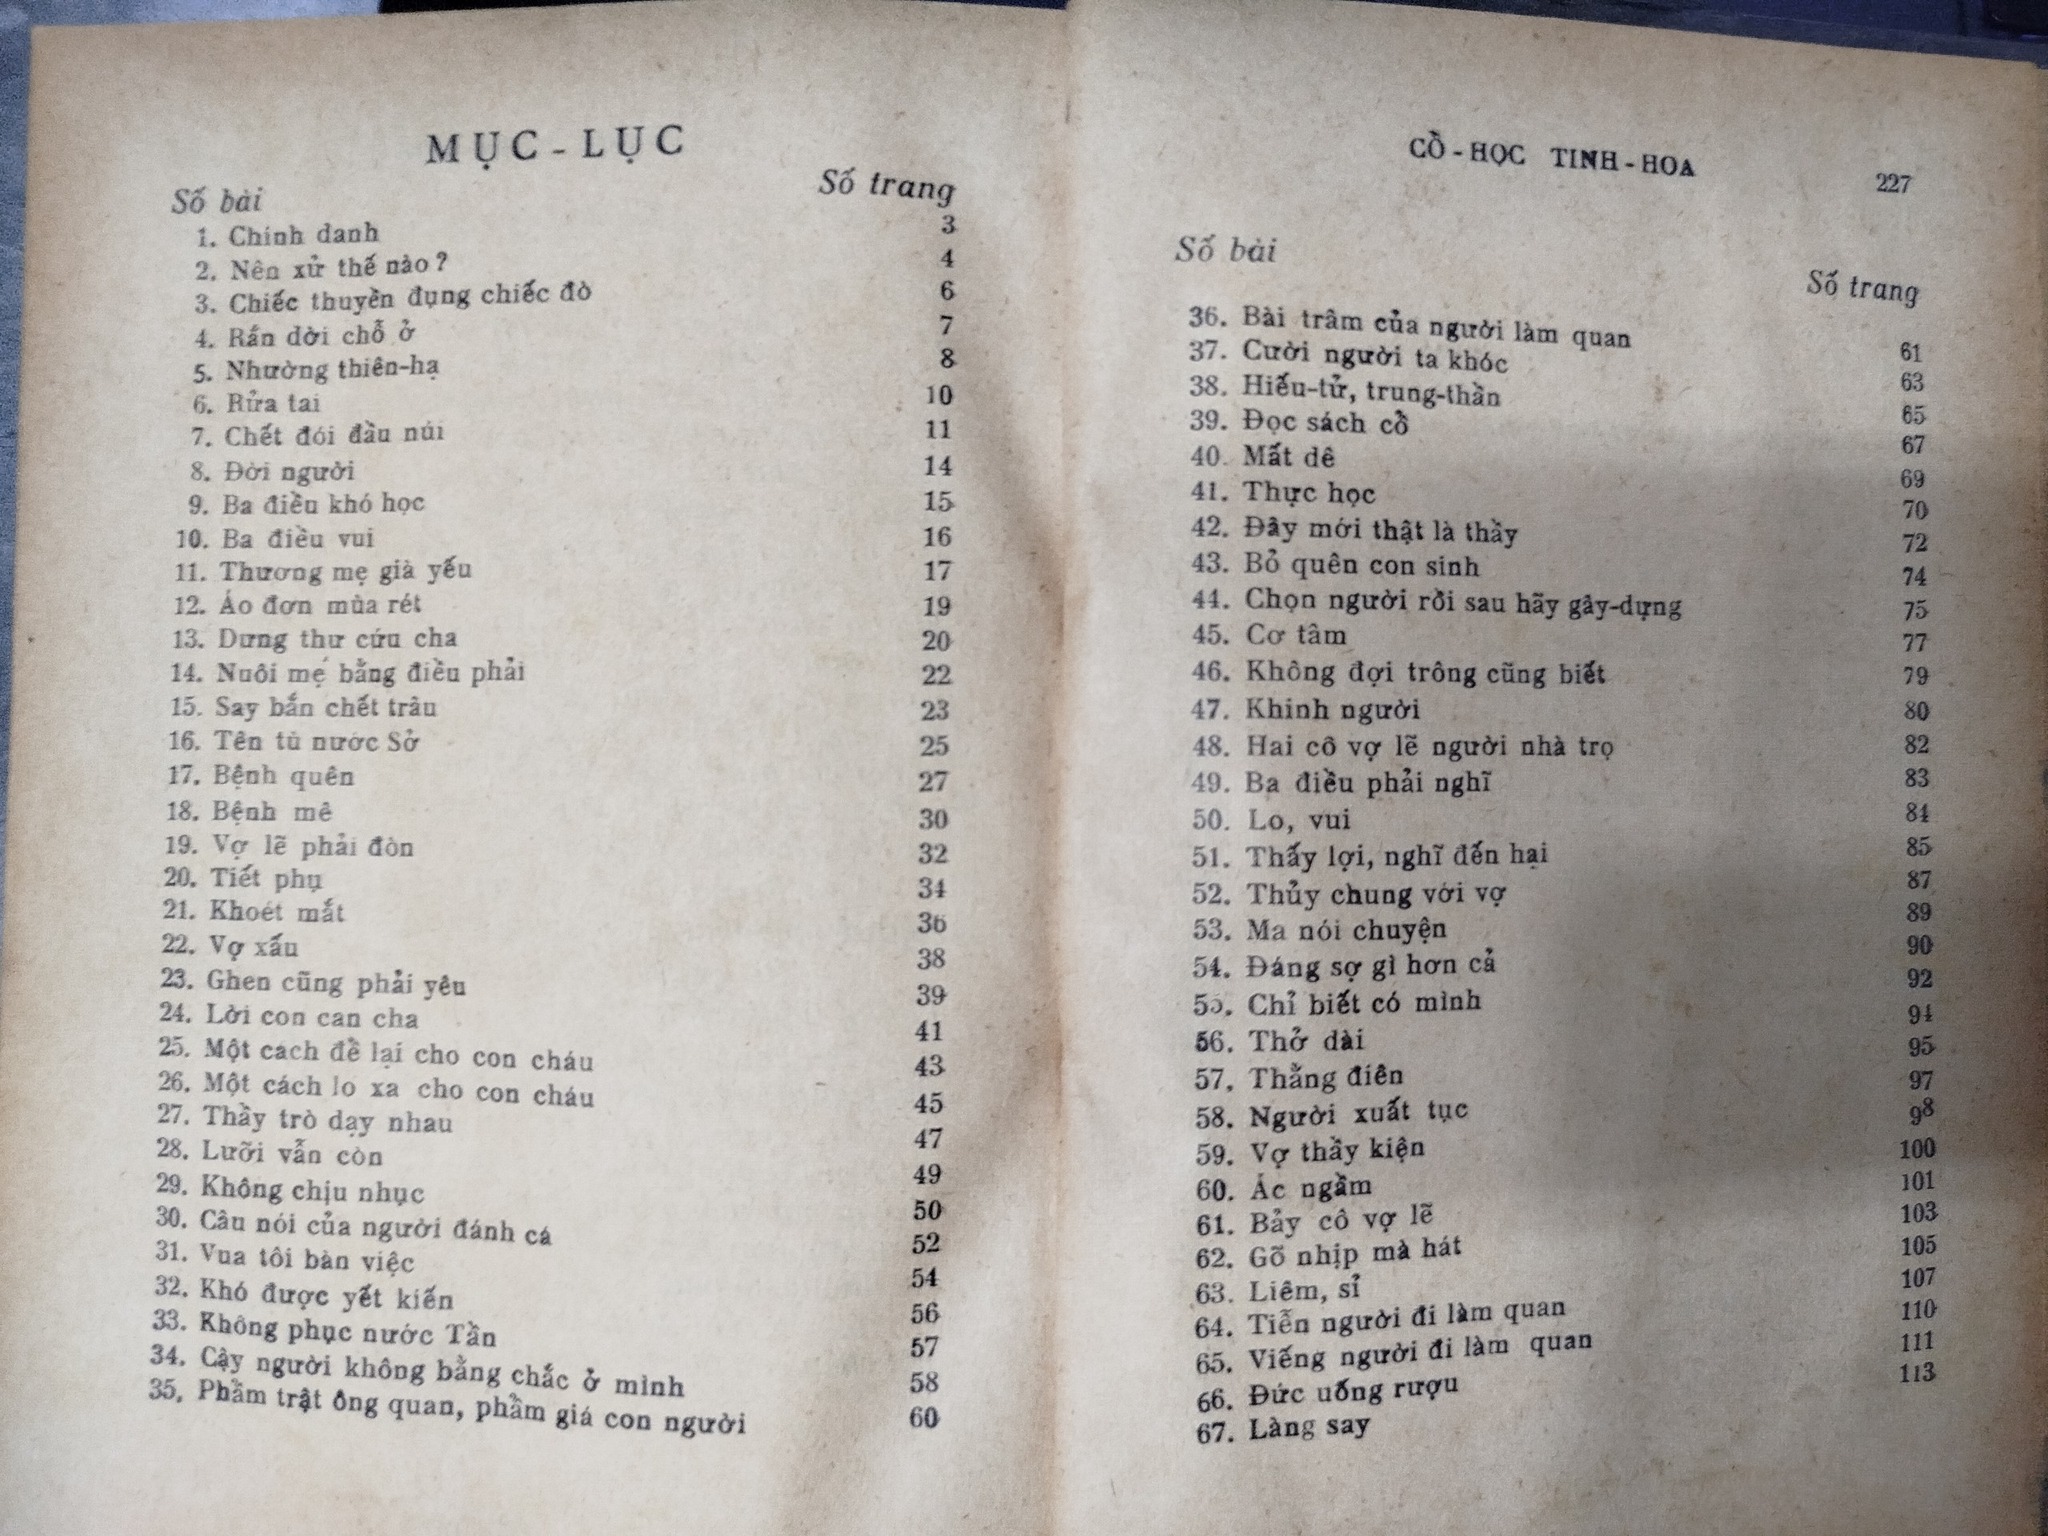 MỤC-LỤC
Số bài Số trang
1. Chính danh 3
2. Nên xử thế nào? 4
3. Chiếc thuyền đụng chiếc đò 6
4. Rắn dời chỗ ở 7
5. Nhường thiên-hạ 8
6. Rửa tai 10
7. Chết đói đầu núi 11
8. Đời người 14
9. Ba điều khó học 15
10. Ba điều vui 16
11. Thương mẹ già yếu 17
12. Áo đơn mùa rét 19
13. Dưng thư cứu cha 20
14. Nuôi mẹ bằng điều phải 22
15. Say bắn chết trâu 23
16. Tên tù nước Sở 25
17. Bệnh quên 27
18. Bệnh mê 30
19. Vợ lẽ phải đòn 32
20. Tiết phụ 34
21. Khoét mắt 36
22. Vợ xấu 38
23. Ghen cũng phải yêu 39
24. Lời con can cha 41
25. Một cách để lại cho con cháu 43
26. Một cách lo xa cho con cháu 45
27. Thầy trò dạy nhau 47
28. Lưỡi vẫn còn 49
29. Không chịu nhục 50
30. Câu nói của người đánh cá 52
31. Vua tôi bàn việc 54
32. Khó được yết kiến 56
33. Không phục nước Tần 57
34. Cậy người không bằng chắc ở mình 58
35. Phẩm trật ông quan, phẩm giá con người 60
CỔ-HỌC TINH-HOA 227
Số bài Số trang
36. Bài trâm của người làm quan 61
37. Cười người ta khóc 63
38. Hiếu-tử, trung-thần 65
39. Đọc sách cổ 67
40. Mất dê 69
41. Thực học 70
42. Đây mới thật là thầy 72
43. Bỏ quên con sinh 74
44. Chọn người rồi sau hãy gây-dựng 75
45. Cơ tâm 77
46. Không đợi trông cũng biết 79
47. Khinh người 80
48. Hai cô vợ lẽ người nhà trọ 82
49. Ba điều phải nghĩ 83
50. Lo, vui 84
51. Thấy lợi, nghĩ đến hại 85
52. Thủy chung với vợ 87
53. Ma nói chuyện 89
54. Đáng sợ gì hơn cả 90
55. Chỉ biết có mình 92
56. Thở dài 94
57. Thằng điên 95
58. Người xuất tục 97
59. Vợ thầy kiện 98
60. Ác ngầm 100
61. Bảy cô vợ lẽ 101
62. Gõ nhịp mà hát 103
63. Liêm, sỉ 105
64. Tiễn người đi làm quan 107
65. Viếng người đi làm quan 110
66. Đức uống rượu 111
67. Làng say 113